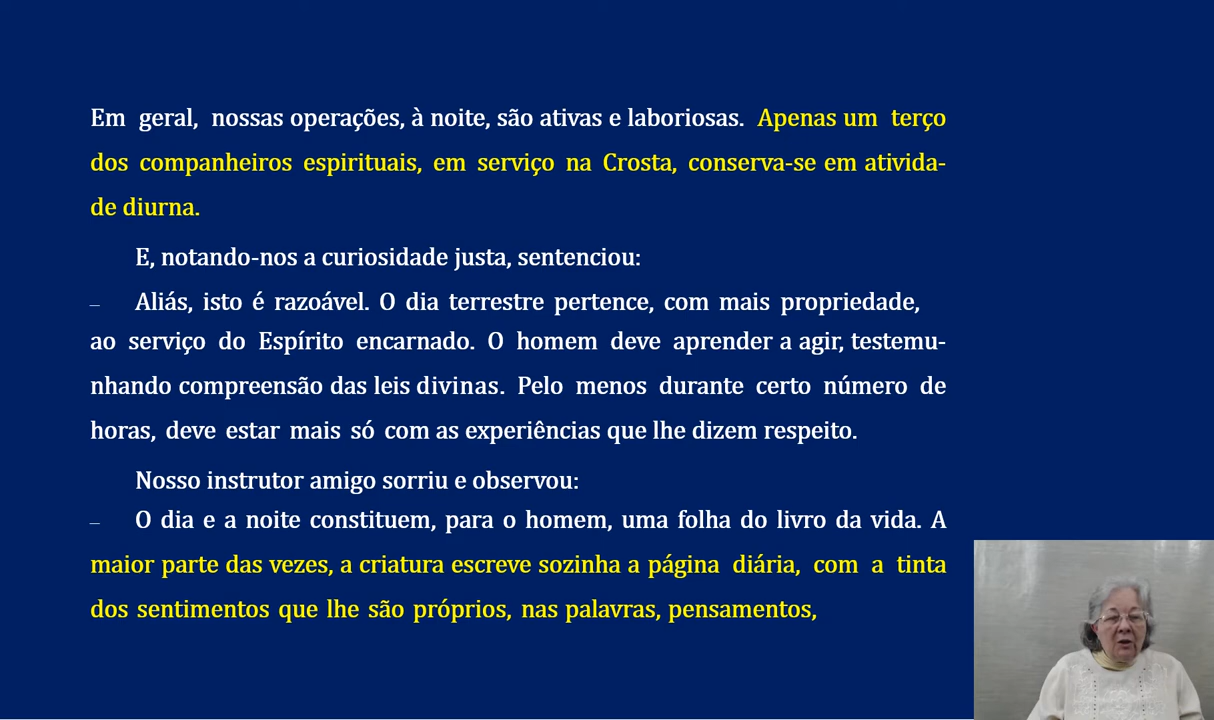 Em geral, nossas operações, à noite, são ativas e laboriosas. Apenas um terço
dos companheiros espirituais, em serviço na Crosta, conserva-se em ativida-
de diurna.
E, notando-nos a curiosidade justa, sentenciou:
– Aliás, isto é razoável. O dia terrestre pertence, com mais propriedade,
ao serviço do Espírito encarnado. O homem deve aprender a agir, testemu-
nhando compreensão das leis divinas. Pelo menos durante certo número de
horas, deve estar mais só com as experiências que lhe dizem respeito.
Nosso instrutor amigo sorriu e observou:
– O dia e a noite constituem, para o homem, uma folha do livro da vida. A
maior parte das vezes, a criatura escreve sozinha a página diária, com a tinta
dos sentimentos que lhe são próprios, nas palavras, pensamentos,